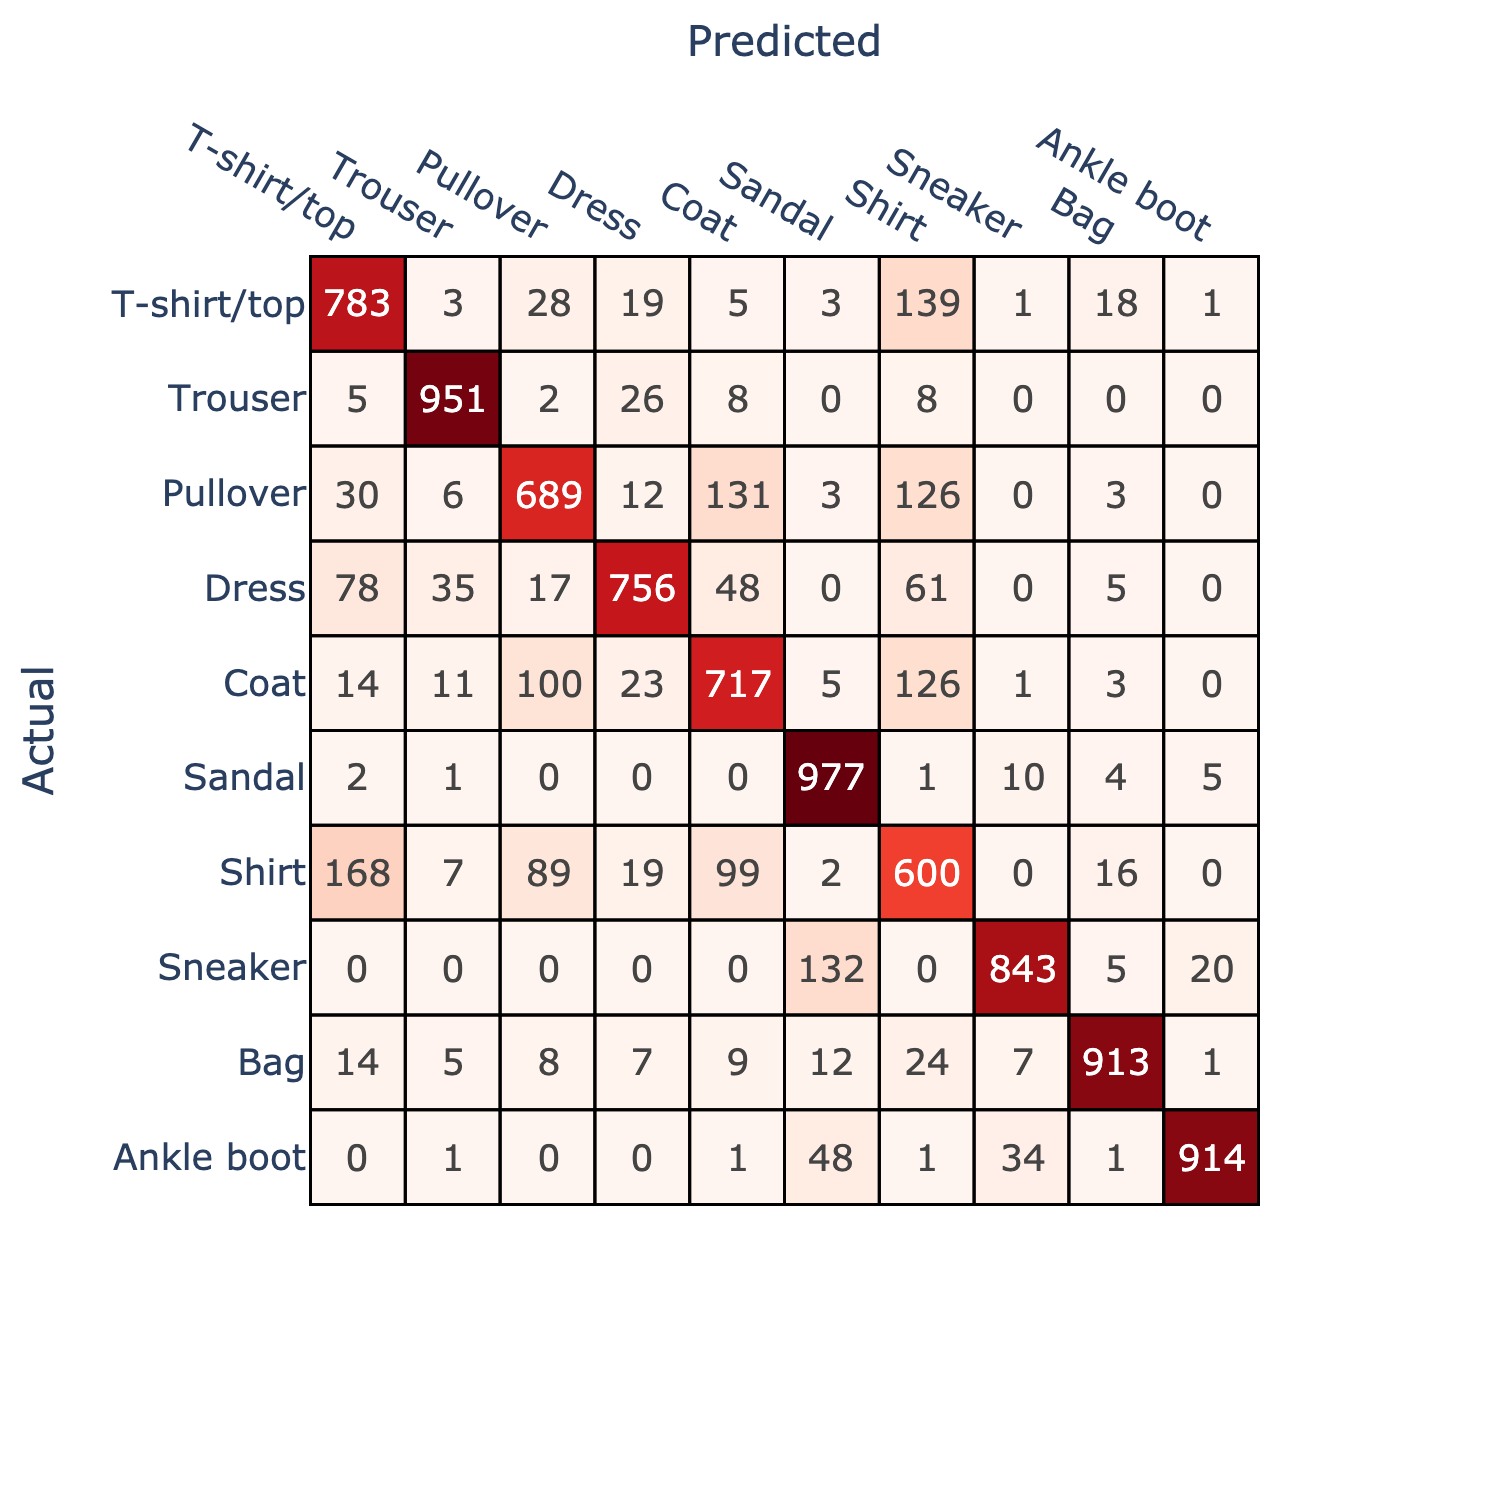 Predicted
T-shirt/top Trouser Pullover Dress Coat Sandal Shirt Sneaker Bag Ankle boot
Actual
T-shirt/top 783 3 28 19 5 3 139 1 18 1
Trouser 5 951 2 26 8 0 8 0 0 0
Pullover 30 6 689 12 131 3 126 0 3 0
Dress 78 35 17 756 48 0 61 0 5 0
Coat 14 11 100 23 717 5 126 1 3 0
Sandal 2 1 0 0 0 977 1 10 4 5
Shirt 168 7 89 19 99 2 600 0 16 0
Sneaker 0 0 0 0 0 132 0 843 5 20
Bag 14 5 8 7 9 12 24 7 913 1
Ankle boot 0 1 0 0 1 48 1 34 1 914